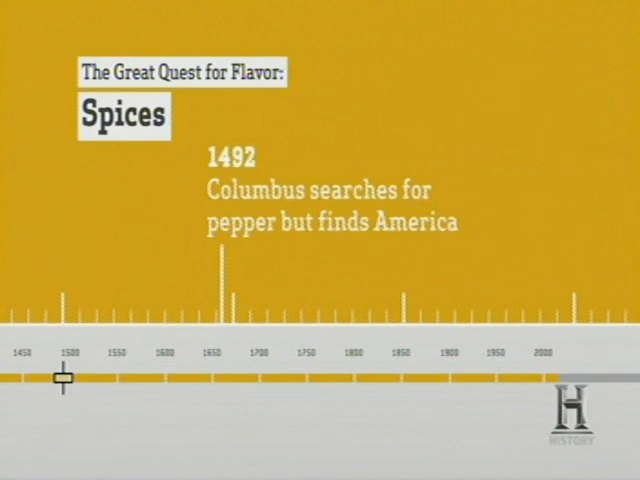 The Great Quest for Flavor:
Spices
1492
Columbus searches for
pepper but finds America
1450 1500 1550 1600 1650 1700 1750 1800 1850 1900 1950 2000
H
HISTORY